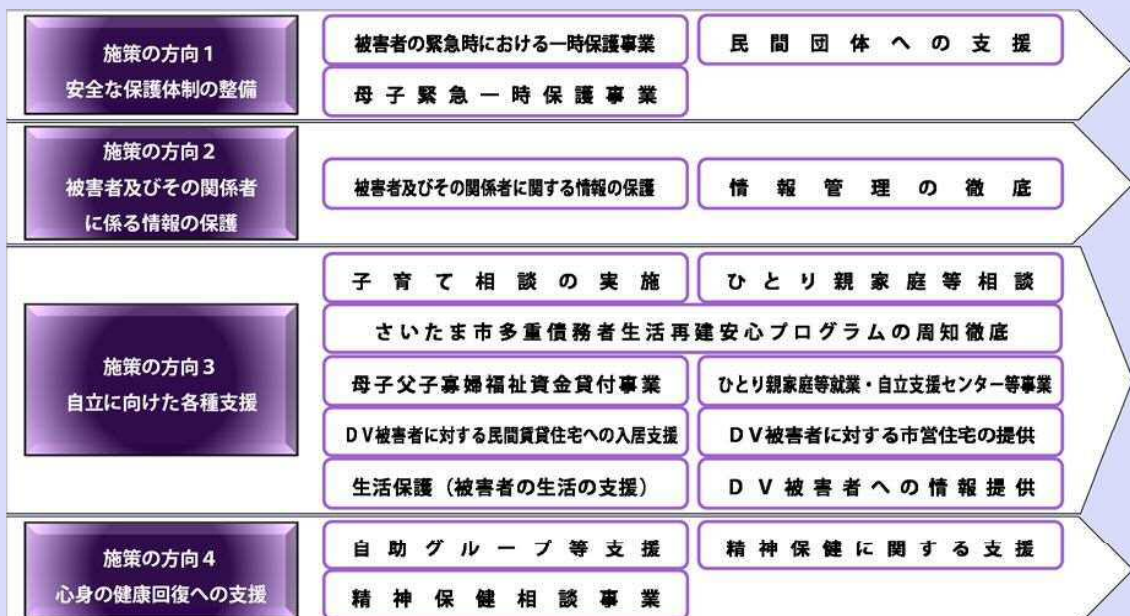 施策の方向1
安全な保護体制の整備
被害者の緊急時における一時保護事業
民間団体への支援
母子緊急一時保護事業
施策の方向2
被害者及びその関係者
に係る情報の保護
被害者及びその関係者に関する情報の保護
情報管理の徹底
施策の方向3
自立に向けた各種支援
子育て相談の実施
ひとり親家庭等相談
さいたま市多重債務者生活再建安心プログラムの周知徹底
母子父子寡婦福祉資金貸付事業
ひとり親家庭等就業・自立支援センター等事業
DV被害者に対する民間賃貸住宅への入居支援
DV被害者に対する市営住宅の提供
生活保護（被害者の生活の支援）
DV被害者への情報提供
施策の方向4
心身の健康回復への支援
自助グループ等支援
精神保健に関する支援
精神保健相談事業